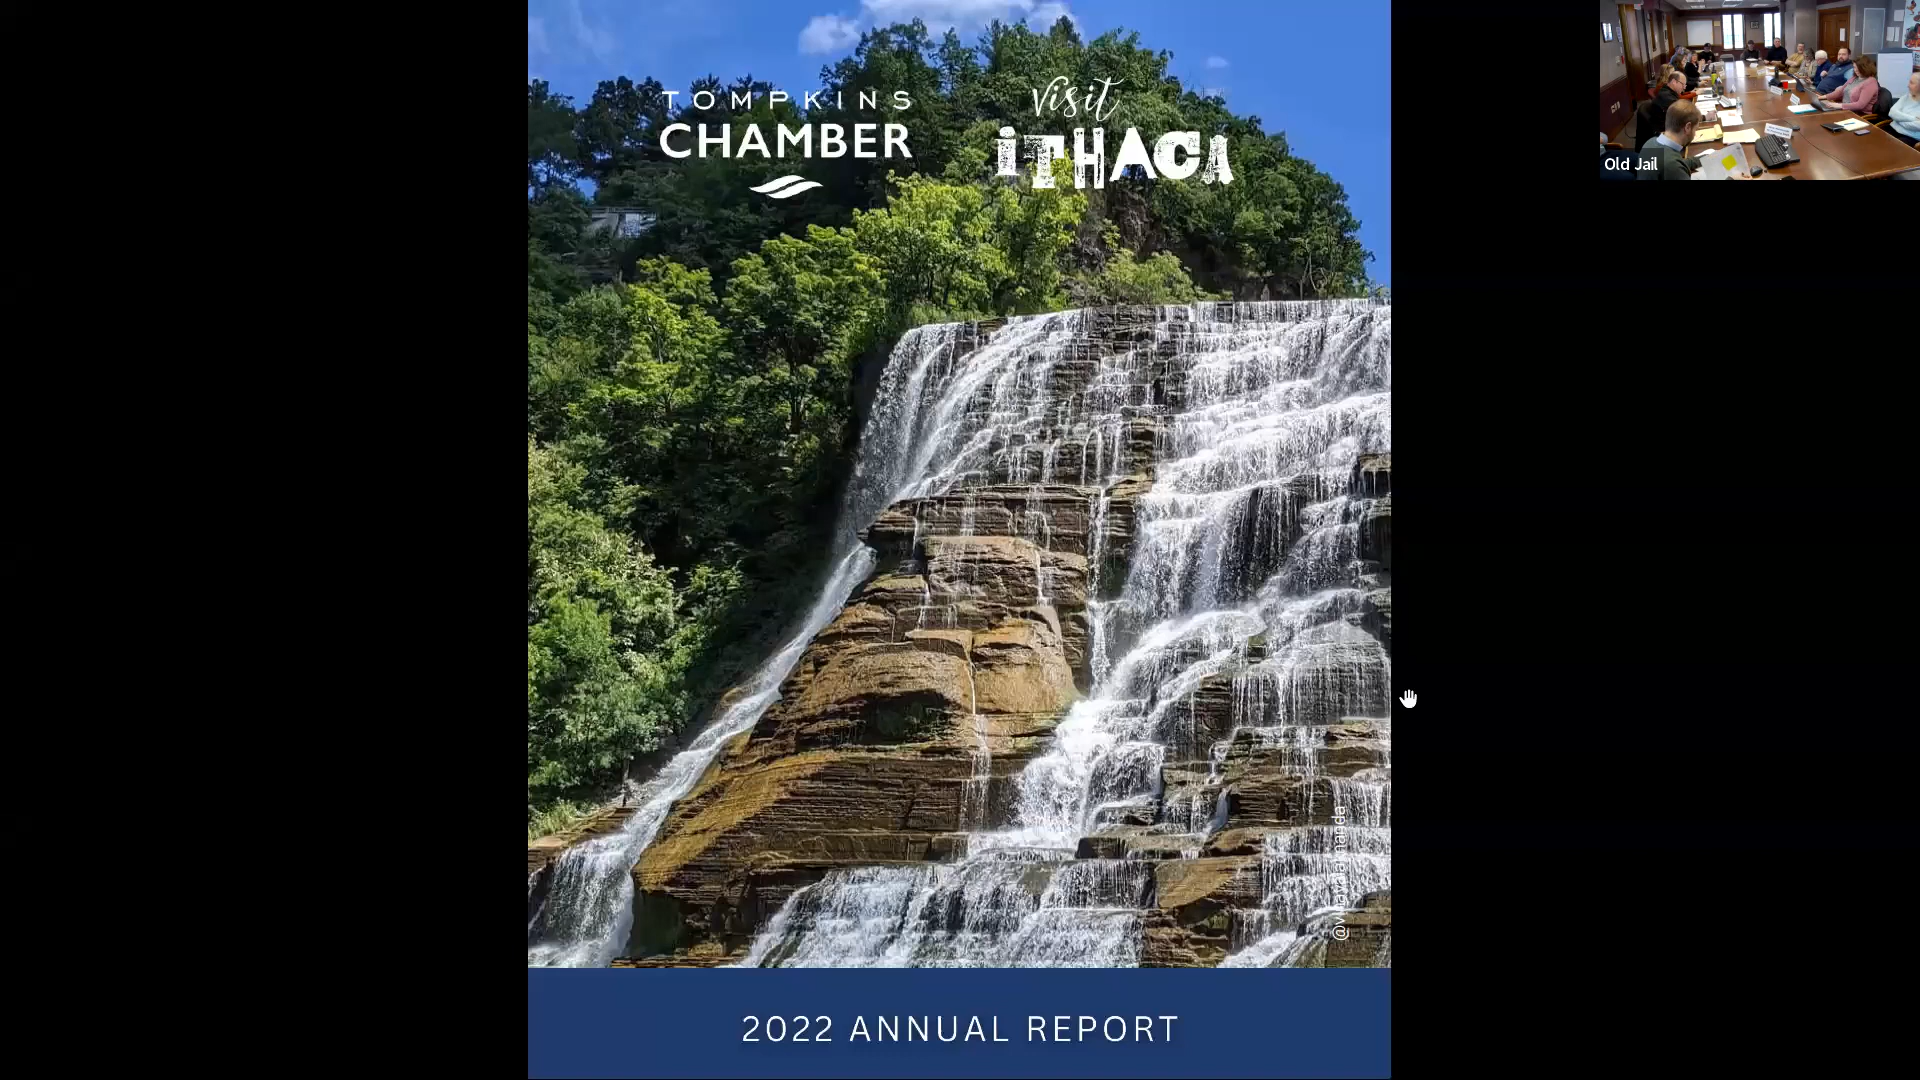 TOMPKINS
CHAMBER
visit
iTHACA
Old Jail
2022 ANNUAL REPORT